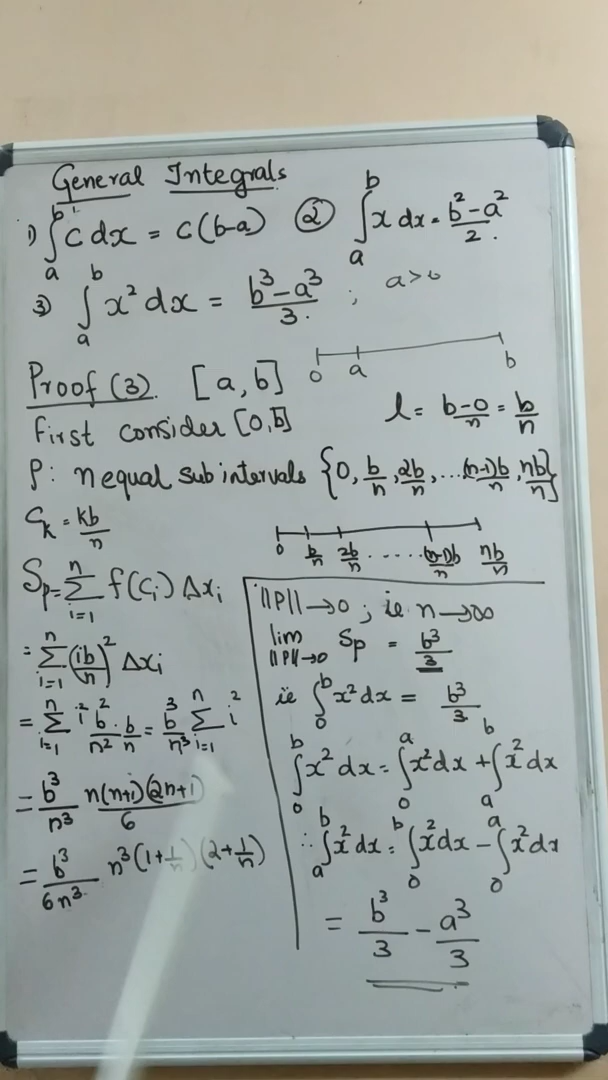 General Integrals
1) ∫_a^b c dx = c(b-a) ② ∫_a^b x dx = (b²-a²)/2.
3) ∫_a^b x² dx = (b³-a³)/3. ; a>0
Proof (3). [a, b]
0 a b
First consider [0,b] l = (b-0)/n = b/n
P: n equal sub intervals {0, b/n, 2b/n, ... (n-1)b/n, nb/n}
C_k = kb/n
0 b/n 2b/n ..... (n-1)b/n nb/n
S_P = Σ_{i=1}^n f(c_i) Δx_i
= Σ_{i=1}^n (ib/n)² Δx_i
= Σ_{i=1}^n i² b²/n² · b/n = b³/n³ Σ_{i=1}^n i²
= b³/n³ n(n+1)(2n+1)/6
= b³/6n³ n³(1+1/n)(2+1/n)
||P||→0 ; ie n→∞
lim_{||P||→0} S_P = b³/3
ie ∫_0^b x² dx = b³/3
∫_0^b x² dx = ∫_0^a x² dx + ∫_a^b x² dx
∴ ∫_a^b x² dx = ∫_0^b x² dx - ∫_0^a x² dx
= b³/3 - a³/3